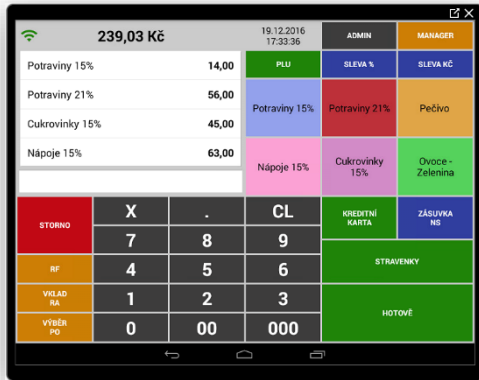 239,03 Kč
19.12.2016
17:33:36
ADMIN
MANAGER
Potraviny 15% 14,00
Potraviny 21% 56,00
Cukrovinky 15% 45,00
Nápoje 15% 63,00
PLU
SLEVA %
SLEVA KČ
Potraviny 15%
Potraviny 21%
Pečivo
Nápoje 15%
Cukrovinky
15%
Ovoce -
Zelenina
STORNO
X
.
CL
KREDITNÍ
KARTA
ZÁSUVKA
NS
7
8
9
RF
4
5
6
STRAVENKY
VKLAD
RA
1
2
3
HOTOVĚ
VÝBĚR
PO
0
00
000